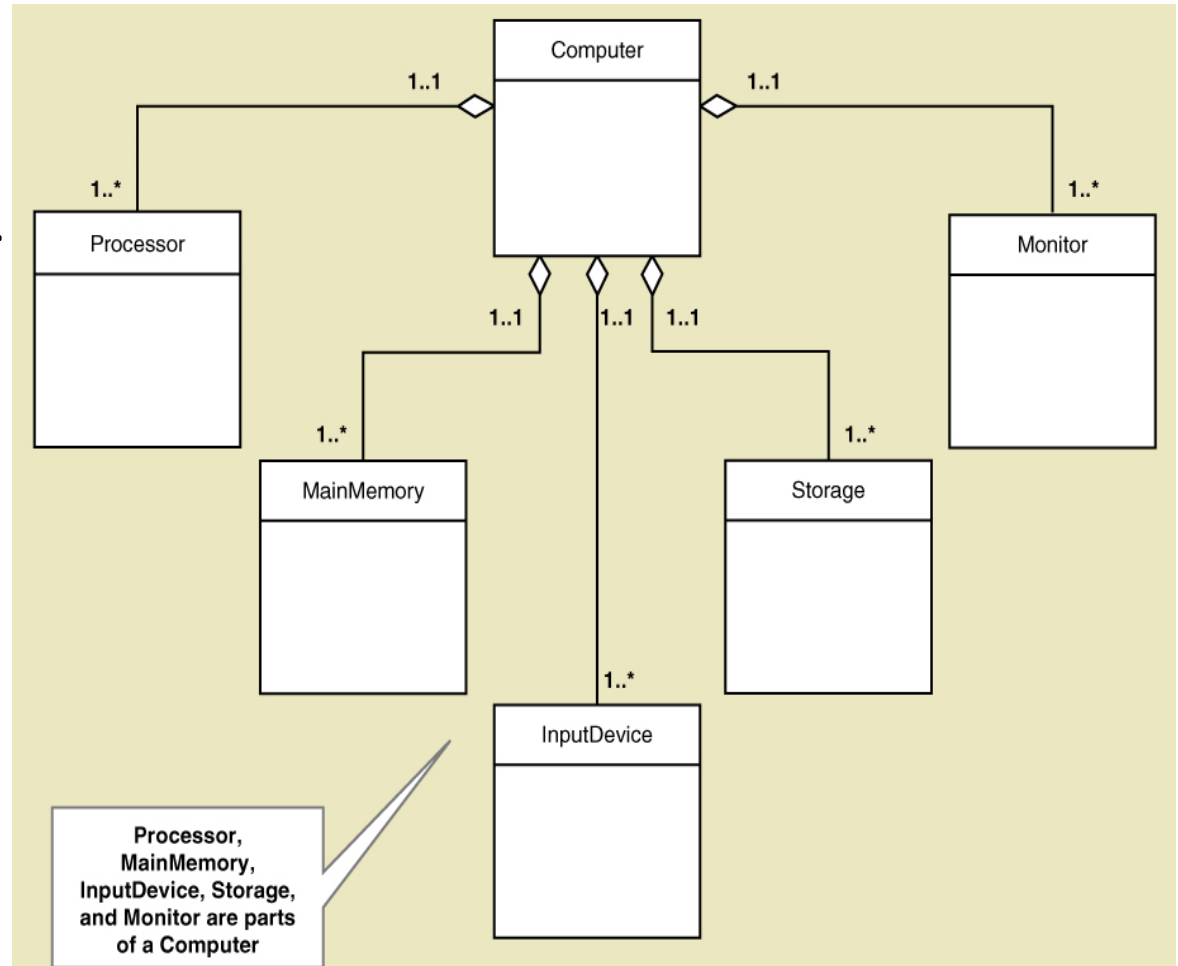 Computer
1..1
1..1
1..*
1..*
Processor
Monitor
1..1
1..1
1..1
1..*
1..*
MainMemory
Storage
1..*
InputDevice
Processor,
MainMemory,
InputDevice, Storage,
and Monitor are parts
of a Computer